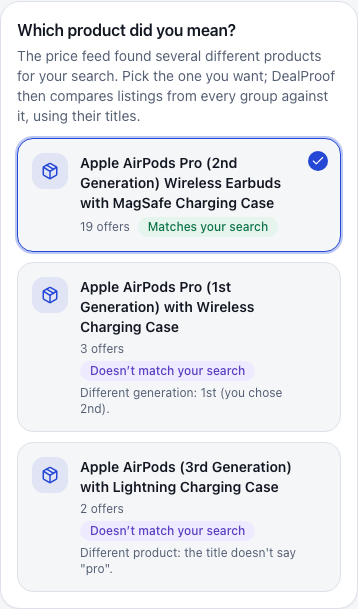 Which product did you mean?
The price feed found several different products
for your search. Pick the one you want; DealProof
then compares listings from every group against
it, using their titles.
Apple AirPods Pro (2nd
Generation) Wireless Earbuds
with MagSafe Charging Case
19 offers Matches your search
Apple AirPods Pro (1st
Generation) with Wireless
Charging Case
3 offers
Doesn't match your search
Different generation: 1st (you chose
2nd).
Apple AirPods (3rd Generation)
with Lightning Charging Case
2 offers
Doesn't match your search
Different product: the title doesn't say
"pro".